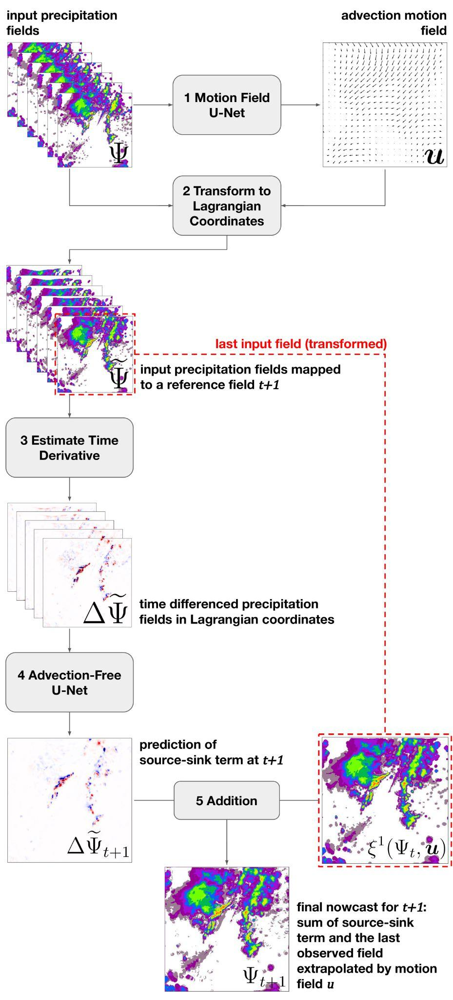 input precipitation
fields
advection motion
field
1 Motion Field
U-Net
Ψ
u
2 Transform to
Lagrangian
Coordinates
last input field (transformed)
Ψ̃
input precipitation fields mapped
to a reference field t+1
3 Estimate Time
Derivative
ΔΨ̃
time differenced precipitation
fields in Lagrangian coordinates
4 Advection-Free
U-Net
prediction of
source-sink term at t+1
5 Addition
ΔΨ̃ₜ₊₁
ξ¹(Ψₜ, u)
Ψₜ₊₁
final nowcast for t+1:
sum of source-sink
term and the last
observed field
extrapolated by motion
field u